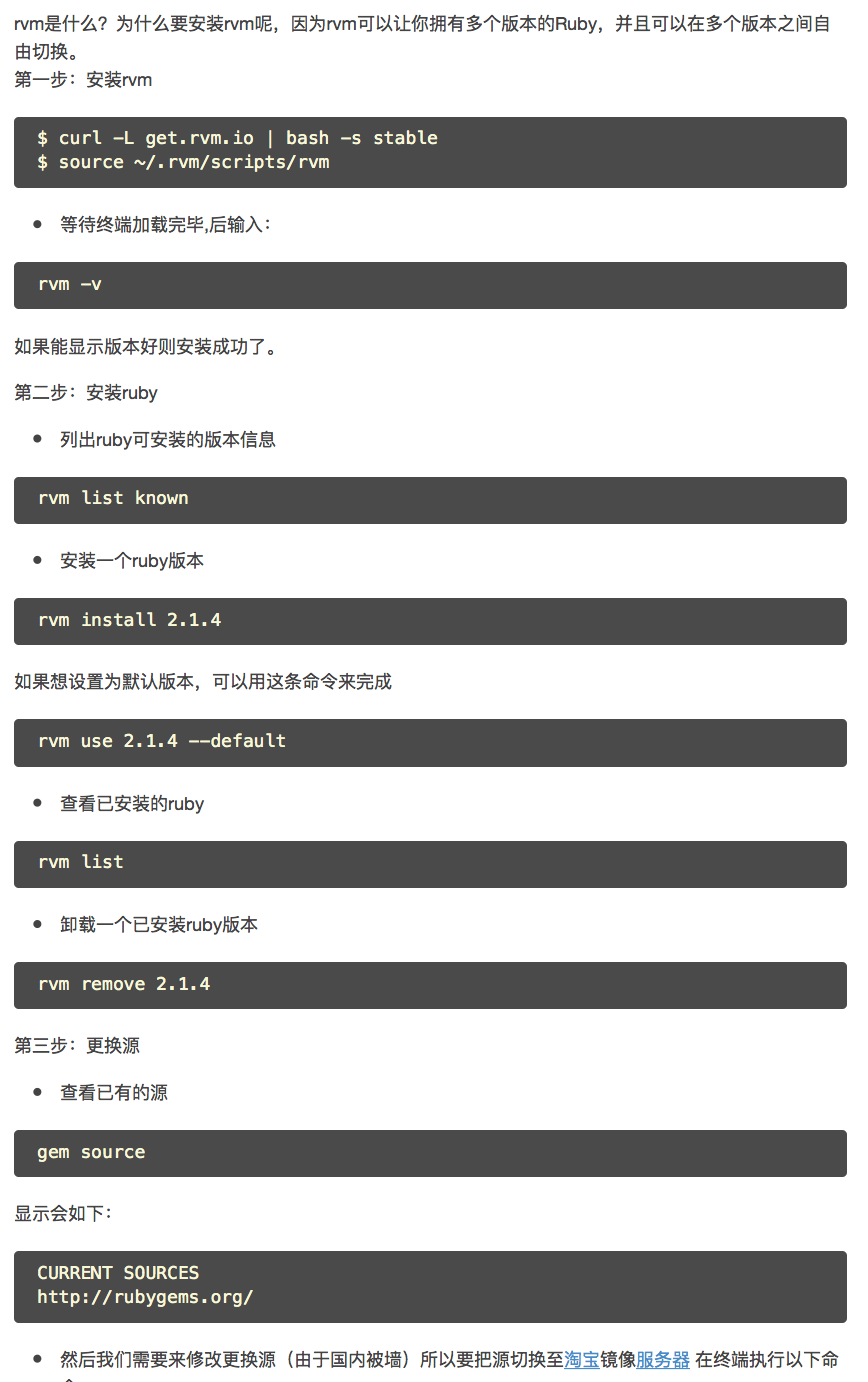 rvm是什么？为什么要安装rvm呢，因为rvm可以让你拥有多个版本的Ruby，并且可以在多个版本之间自
由切换。
第一步：安装rvm
$ curl -L get.rvm.io | bash -s stable
$ source ~/.rvm/scripts/rvm
● 等待终端加载完毕,后输入：
rvm -v
如果能显示版本好则安装成功了。
第二步：安装ruby
● 列出ruby可安装的版本信息
rvm list known
● 安装一个ruby版本
rvm install 2.1.4
如果想设置为默认版本，可以用这条命令来完成
rvm use 2.1.4 --default
● 查看已安装的ruby
rvm list
● 卸载一个已安装ruby版本
rvm remove 2.1.4
第三步：更换源
● 查看已有的源
gem source
显示会如下：
CURRENT SOURCES
http://rubygems.org/
● 然后我们需要来修改更换源（由于国内被墙）所以要把源切换至淘宝镜像服务器 在终端执行以下命